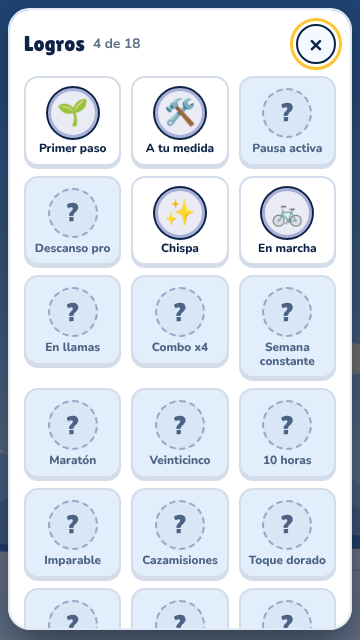 Logros 4 de 18
×
Primer paso
A tu medida
?
Pausa activa
?
Descanso pro
Chispa
En marcha
?
En llamas
?
Combo x4
?
Semana
constante
?
Maratón
?
Veinticinco
?
10 horas
?
Imparable
?
Cazamisiones
?
Toque dorado
?
?
?